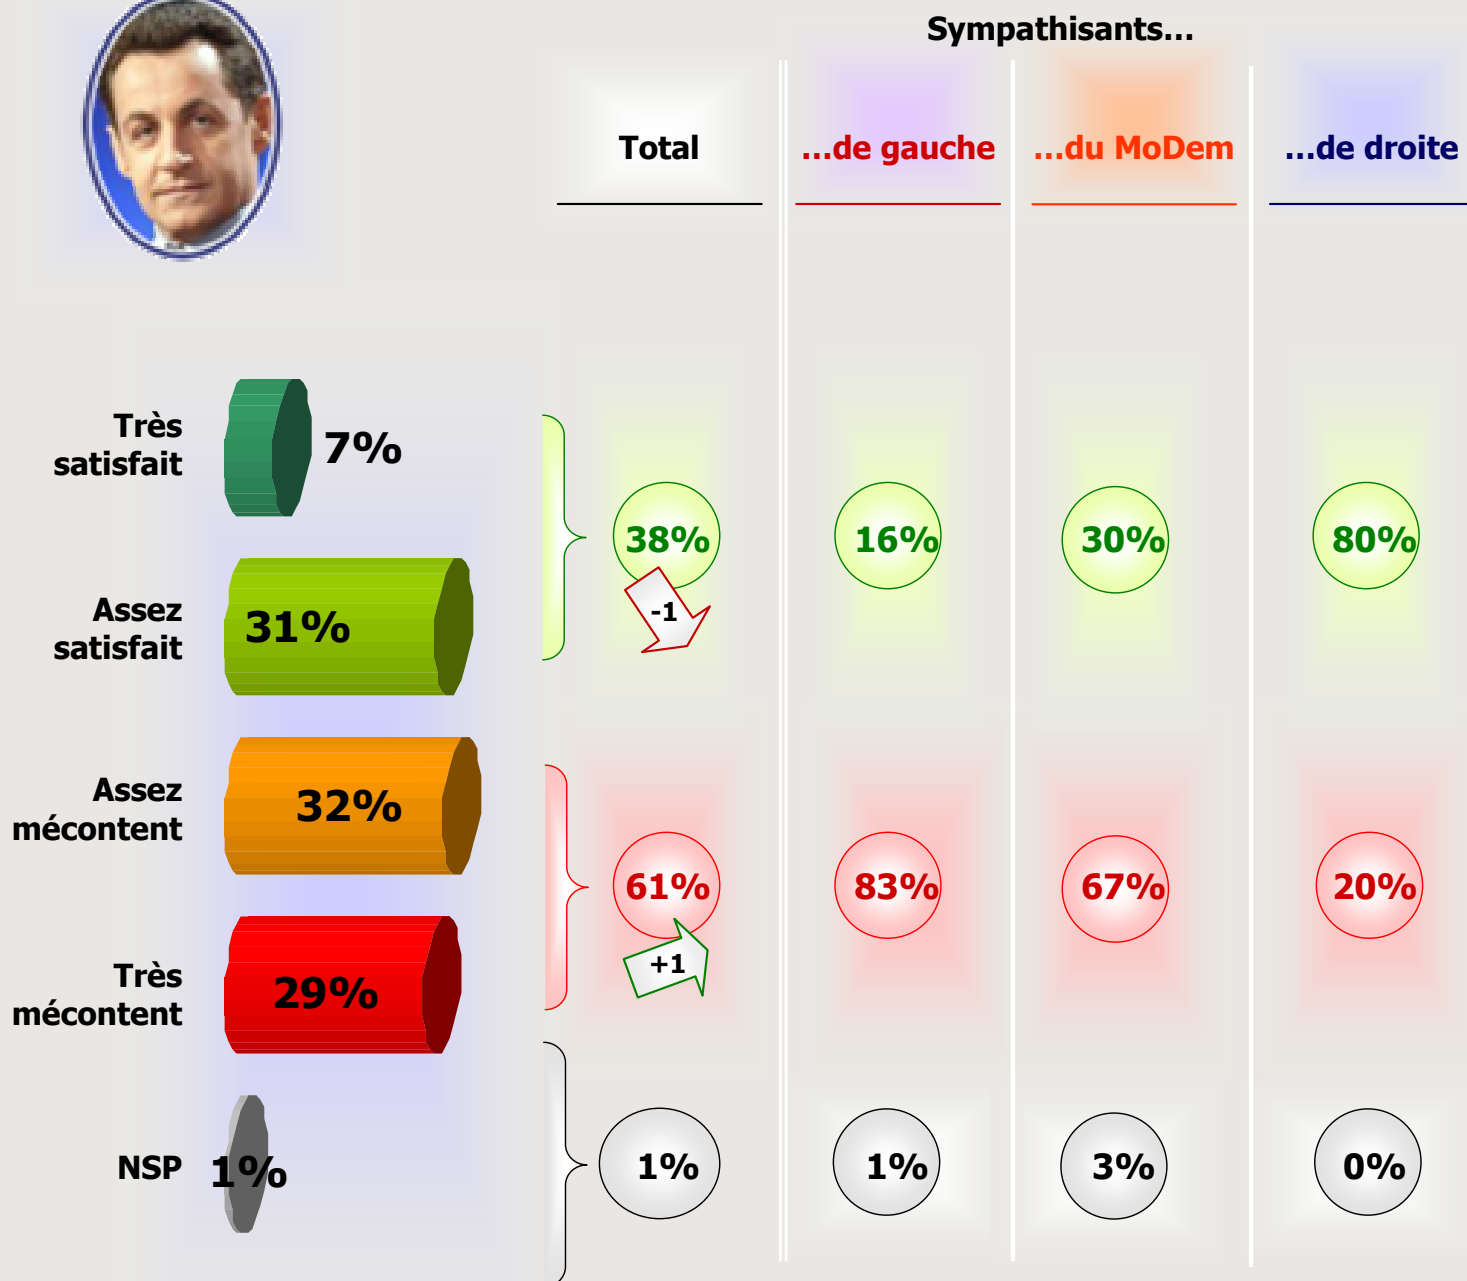 Sympathisants...
Total
...de gauche
...du MoDem
...de droite
Très
satisfait
7%
38%
16%
30%
80%
-1
Assez
satisfait
31%
Assez
mécontent
32%
61%
83%
67%
20%
+1
Très
mécontent
29%
NSP
1%
1%
1%
3%
0%